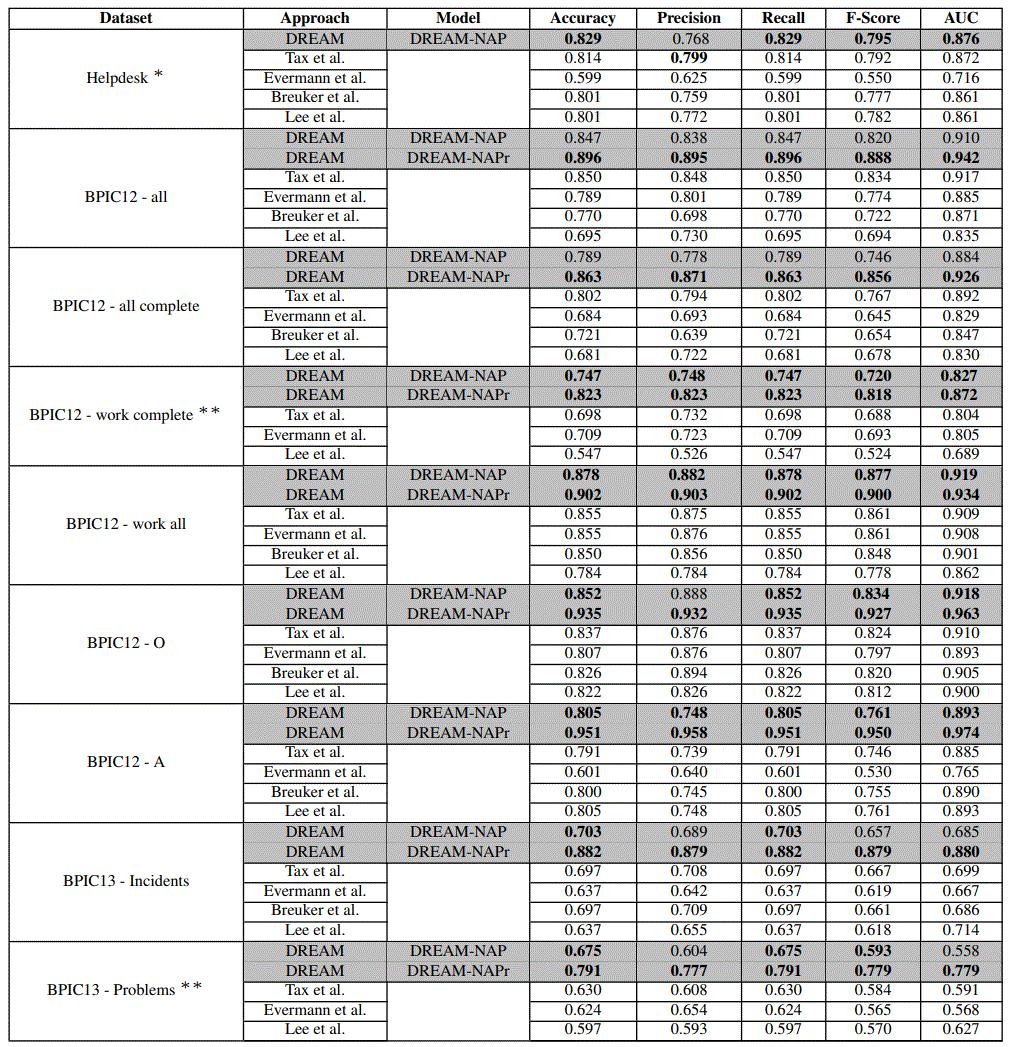 Dataset Approach Model Accuracy Precision Recall F-Score AUC
DREAM DREAM-NAP 0.829 0.768 0.829 0.795 0.876
Tax et al. 0.814 0.799 0.814 0.792 0.872
Helpdesk * Evermann et al. 0.599 0.625 0.599 0.550 0.716
Breuker et al. 0.801 0.759 0.801 0.777 0.861
Lee et al. 0.801 0.772 0.801 0.782 0.861
DREAM DREAM-NAP 0.847 0.838 0.847 0.820 0.910
DREAM DREAM-NAPr 0.896 0.895 0.896 0.888 0.942
Tax et al. 0.850 0.848 0.850 0.834 0.917
BPIC12 - all Evermann et al. 0.789 0.801 0.789 0.774 0.885
Breuker et al. 0.770 0.698 0.770 0.722 0.871
Lee et al. 0.695 0.730 0.695 0.694 0.835
DREAM DREAM-NAP 0.789 0.778 0.789 0.746 0.884
DREAM DREAM-NAPr 0.863 0.871 0.863 0.856 0.926
BPIC12 - all complete Tax et al. 0.802 0.794 0.802 0.767 0.892
Evermann et al. 0.684 0.693 0.684 0.645 0.829
Breuker et al. 0.721 0.639 0.721 0.654 0.847
Lee et al. 0.681 0.722 0.681 0.678 0.830
DREAM DREAM-NAP 0.747 0.748 0.747 0.720 0.827
DREAM DREAM-NAPr 0.823 0.823 0.823 0.818 0.872
BPIC12 - work complete ** Tax et al. 0.698 0.732 0.698 0.688 0.804
Evermann et al. 0.709 0.723 0.709 0.693 0.805
Lee et al. 0.547 0.526 0.547 0.524 0.689
DREAM DREAM-NAP 0.878 0.882 0.878 0.877 0.919
DREAM DREAM-NAPr 0.902 0.903 0.902 0.900 0.934
Tax et al. 0.855 0.875 0.855 0.861 0.909
BPIC12 - work all Evermann et al. 0.855 0.876 0.855 0.861 0.908
Breuker et al. 0.850 0.856 0.850 0.848 0.901
Lee et al. 0.784 0.784 0.784 0.778 0.862
DREAM DREAM-NAP 0.852 0.888 0.852 0.834 0.918
DREAM DREAM-NAPr 0.935 0.932 0.935 0.927 0.963
BPIC12 - O Tax et al. 0.837 0.876 0.837 0.824 0.910
Evermann et al. 0.807 0.876 0.807 0.797 0.893
Breuker et al. 0.826 0.894 0.826 0.820 0.905
Lee et al. 0.822 0.826 0.822 0.812 0.900
DREAM DREAM-NAP 0.805 0.748 0.805 0.761 0.893
DREAM DREAM-NAPr 0.951 0.958 0.951 0.950 0.974
BPIC12 - A Tax et al. 0.791 0.739 0.791 0.746 0.885
Evermann et al. 0.601 0.640 0.601 0.530 0.765
Breuker et al. 0.800 0.745 0.800 0.755 0.890
Lee et al. 0.805 0.748 0.805 0.761 0.893
DREAM DREAM-NAP 0.703 0.689 0.703 0.657 0.685
DREAM DREAM-NAPr 0.882 0.879 0.882 0.879 0.880
Tax et al. 0.697 0.708 0.697 0.667 0.699
BPIC13 - Incidents Evermann et al. 0.637 0.642 0.637 0.619 0.667
Breuker et al. 0.697 0.709 0.697 0.661 0.686
Lee et al. 0.637 0.655 0.637 0.618 0.714
DREAM DREAM-NAP 0.675 0.604 0.675 0.593 0.558
DREAM DREAM-NAPr 0.791 0.777 0.791 0.779 0.779
BPIC13 - Problems ** Tax et al. 0.630 0.608 0.630 0.584 0.591
Evermann et al. 0.624 0.654 0.624 0.565 0.568
Lee et al. 0.597 0.593 0.597 0.570 0.627